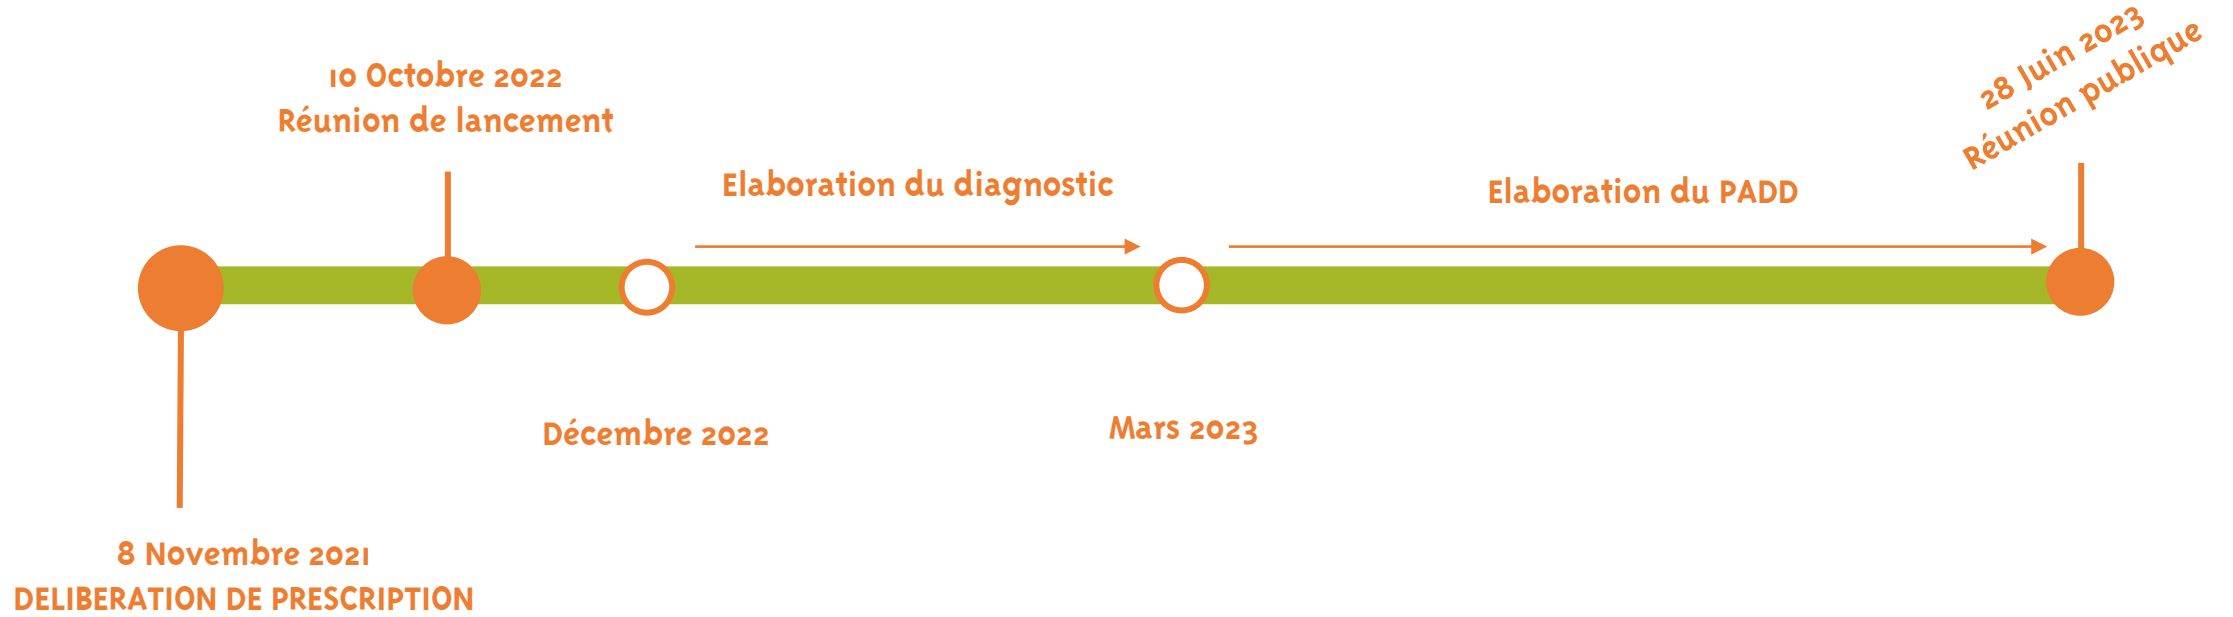 28 Juin 2023
Réunion publique
10 Octobre 2022
Réunion de lancement
Elaboration du diagnostic
Elaboration du PADD
Décembre 2022
Mars 2023
8 Novembre 2021
DELIBERATION DE PRESCRIPTION